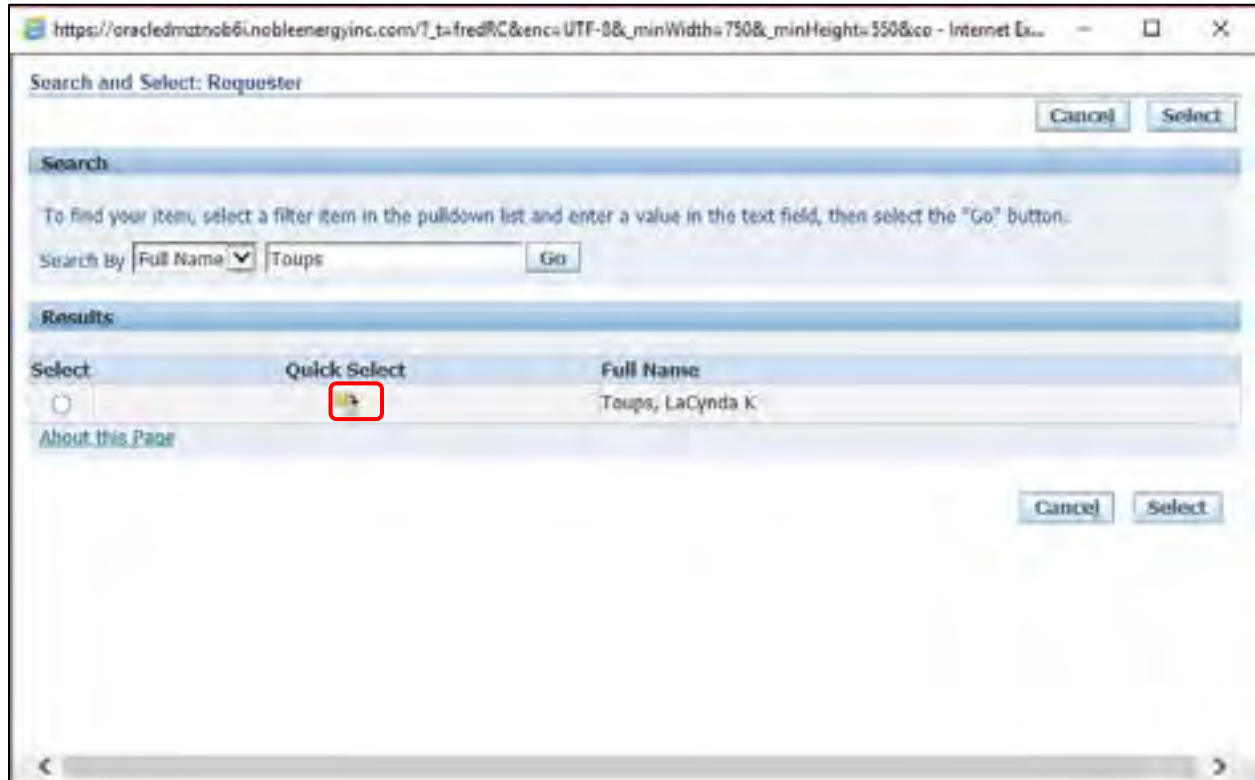 https://oracledmztnob6i.nobleenergyinc.com/?_t=fredRC&enc=UTF-8&_minWidth=750&_minHeight=550&co - Internet Ex...
Search and Select: Requester
Cancel Select
Search
To find your item, select a filter item in the pulldown list and enter a value in the text field, then select the "Go" button.
Search By Full Name Toups Go
Results
Select Quick Select Full Name
Toups, LaCynda K
About this Page
Cancel Select